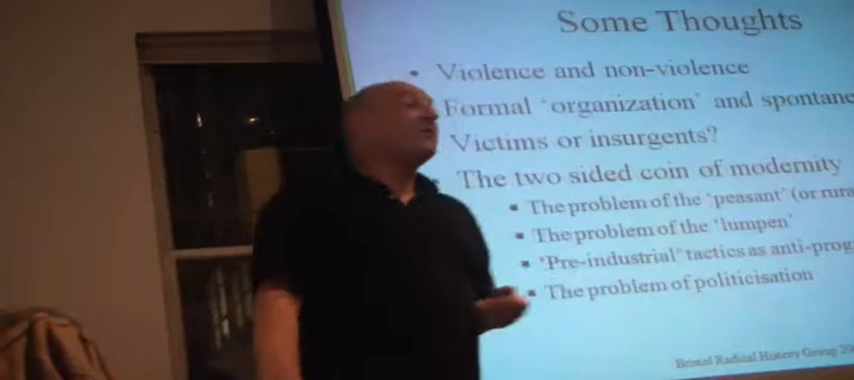 Some Thoughts
• Violence and non-violence
Formal 'organization' and spontane
Victims or insurgents?
The two sided coin of modernity
▪ The problem of the 'peasant' (or rura
▪ The problem of the 'lumpen'
▪ 'Pre-industrial' tactics as anti-prog
▪ The problem of politicisation
Bristol Radical History Group